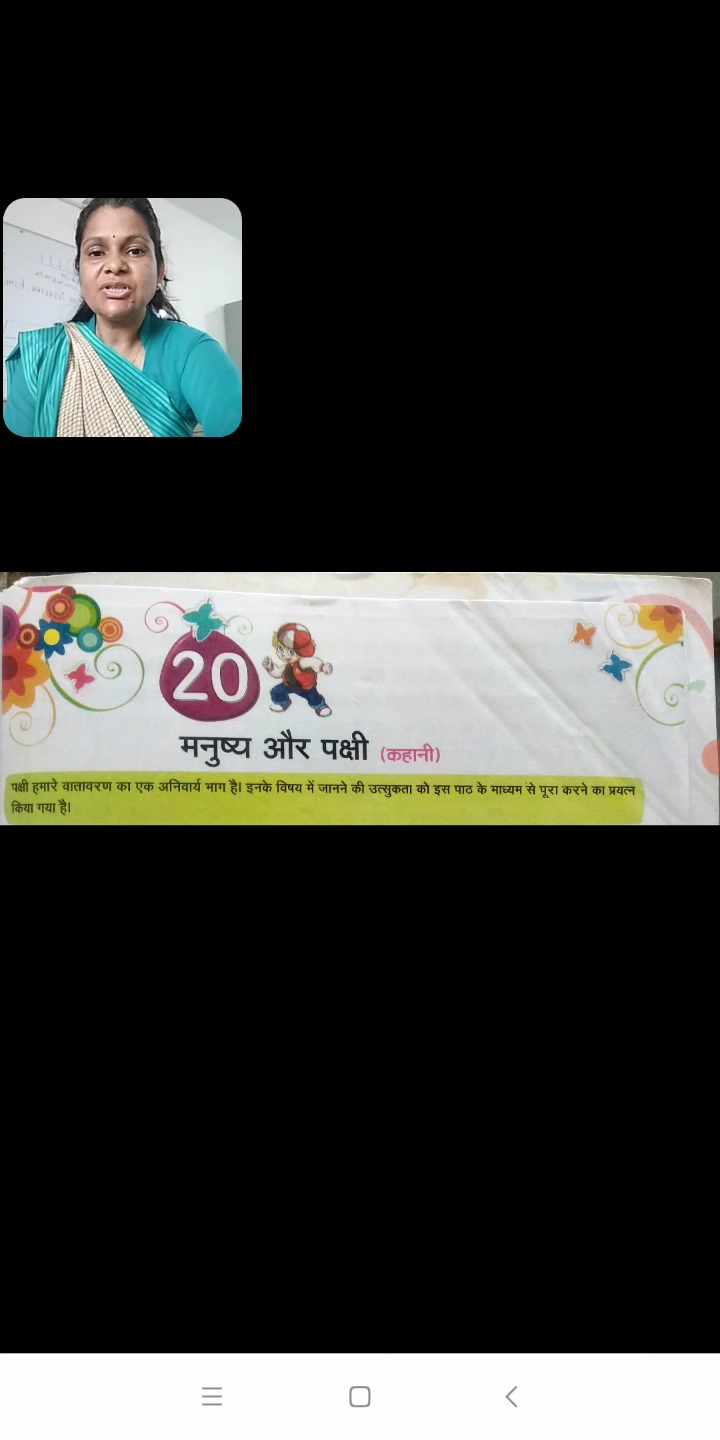 20
मनुष्य और पक्षी (कहानी)
पक्षी हमारे वातावरण का एक अनिवार्य भाग है। इनके विषय में जानने की उत्सुकता को इस पाठ के माध्यम से पूरा करने का प्रयत्न
किया गया है।